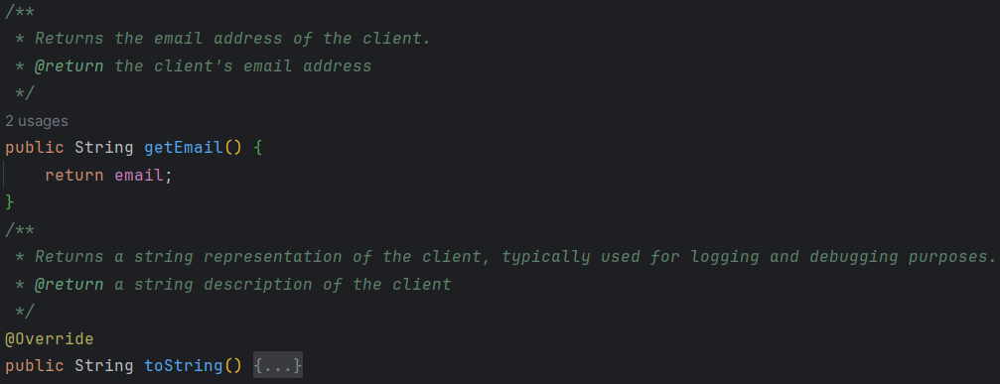 /**
 * Returns the email address of the client.
 * @return the client's email address
 */
2 usages
public String getEmail() {
    return email;
}
/**
 * Returns a string representation of the client, typically used for logging and debugging purposes.
 * @return a string description of the client
 */
@Override
public String toString() {...}